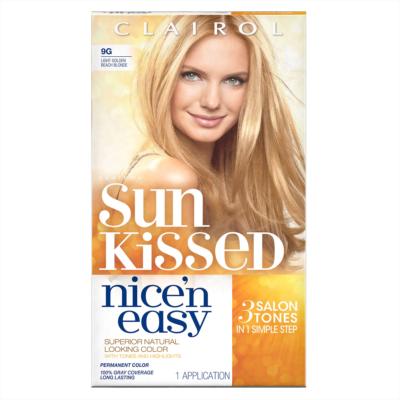 CLAIROL
9G
LIGHT GOLDEN
BEACH BLONDE
Sun
Kissed
nice'n
easy
SUPERIOR NATURAL
LOOKING COLOR
WITH TONES AND HIGHLIGHTS
PERMANENT COLOR
100% GRAY COVERAGE
LONG LASTING
3 SALON
TONES
IN 1 SIMPLE STEP
1 APPLICATION